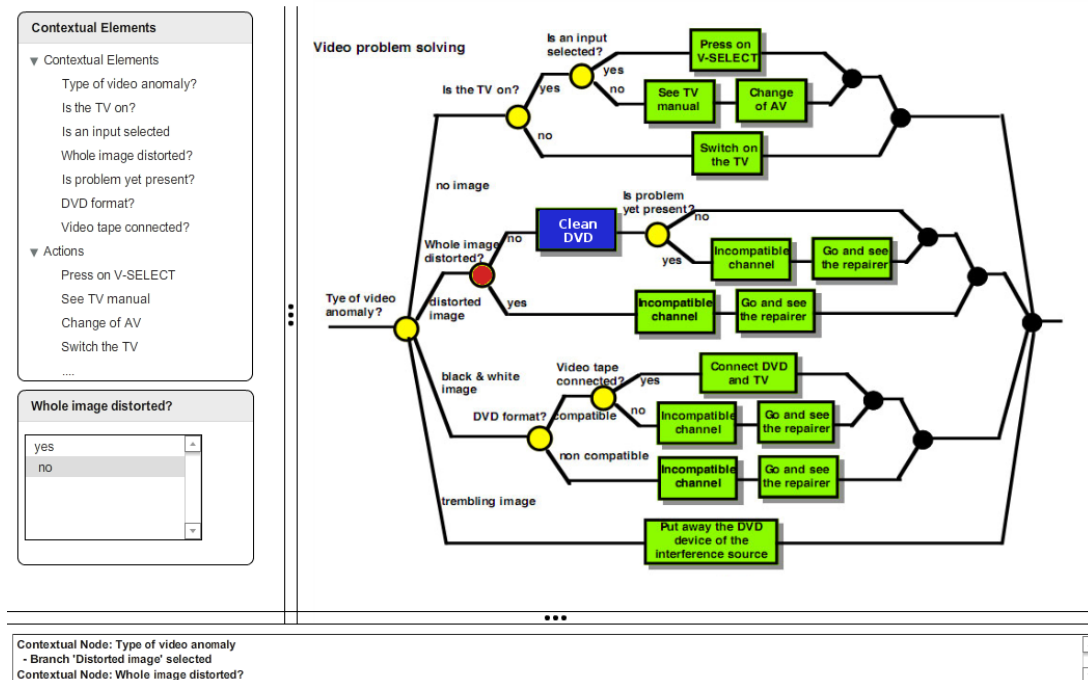 Contextual Elements
Contextual Elements
Type of video anomaly?
Is the TV on?
Is an input selected
Whole image distorted?
Is problem yet present?
DVD format?
Video tape connected?
Actions
Press on V-SELECT
See TV manual
Change of AV
Switch the TV
....
Whole image distorted?
yes
no
Video problem solving
Is an input
selected?
Press on
V-SELECT
yes
Is the TV on?
yes
no
See TV
manual
Change
of AV
no
Switch on
the TV
no image
Is problem
yet present?
no
Clean
DVD
no
Whole image
distorted?
yes
Incompatible
channel
Go and see
the repairer
Tye of video
anomaly?
distorted
image
yes
Incompatible
channel
Go and see
the repairer
black & white
image
Video tape
connected?
yes
Connect DVD
and TV
DVD format?
compatible
no
Incompatible
channel
Go and see
the repairer
non compatible
Incompatible
channel
Go and see
the repairer
trembling image
Put away the DVD
device of the
interference source
Contextual Node: Type of video anomaly
- Branch 'Distorted image' selected
Contextual Node: Whole image distorted?